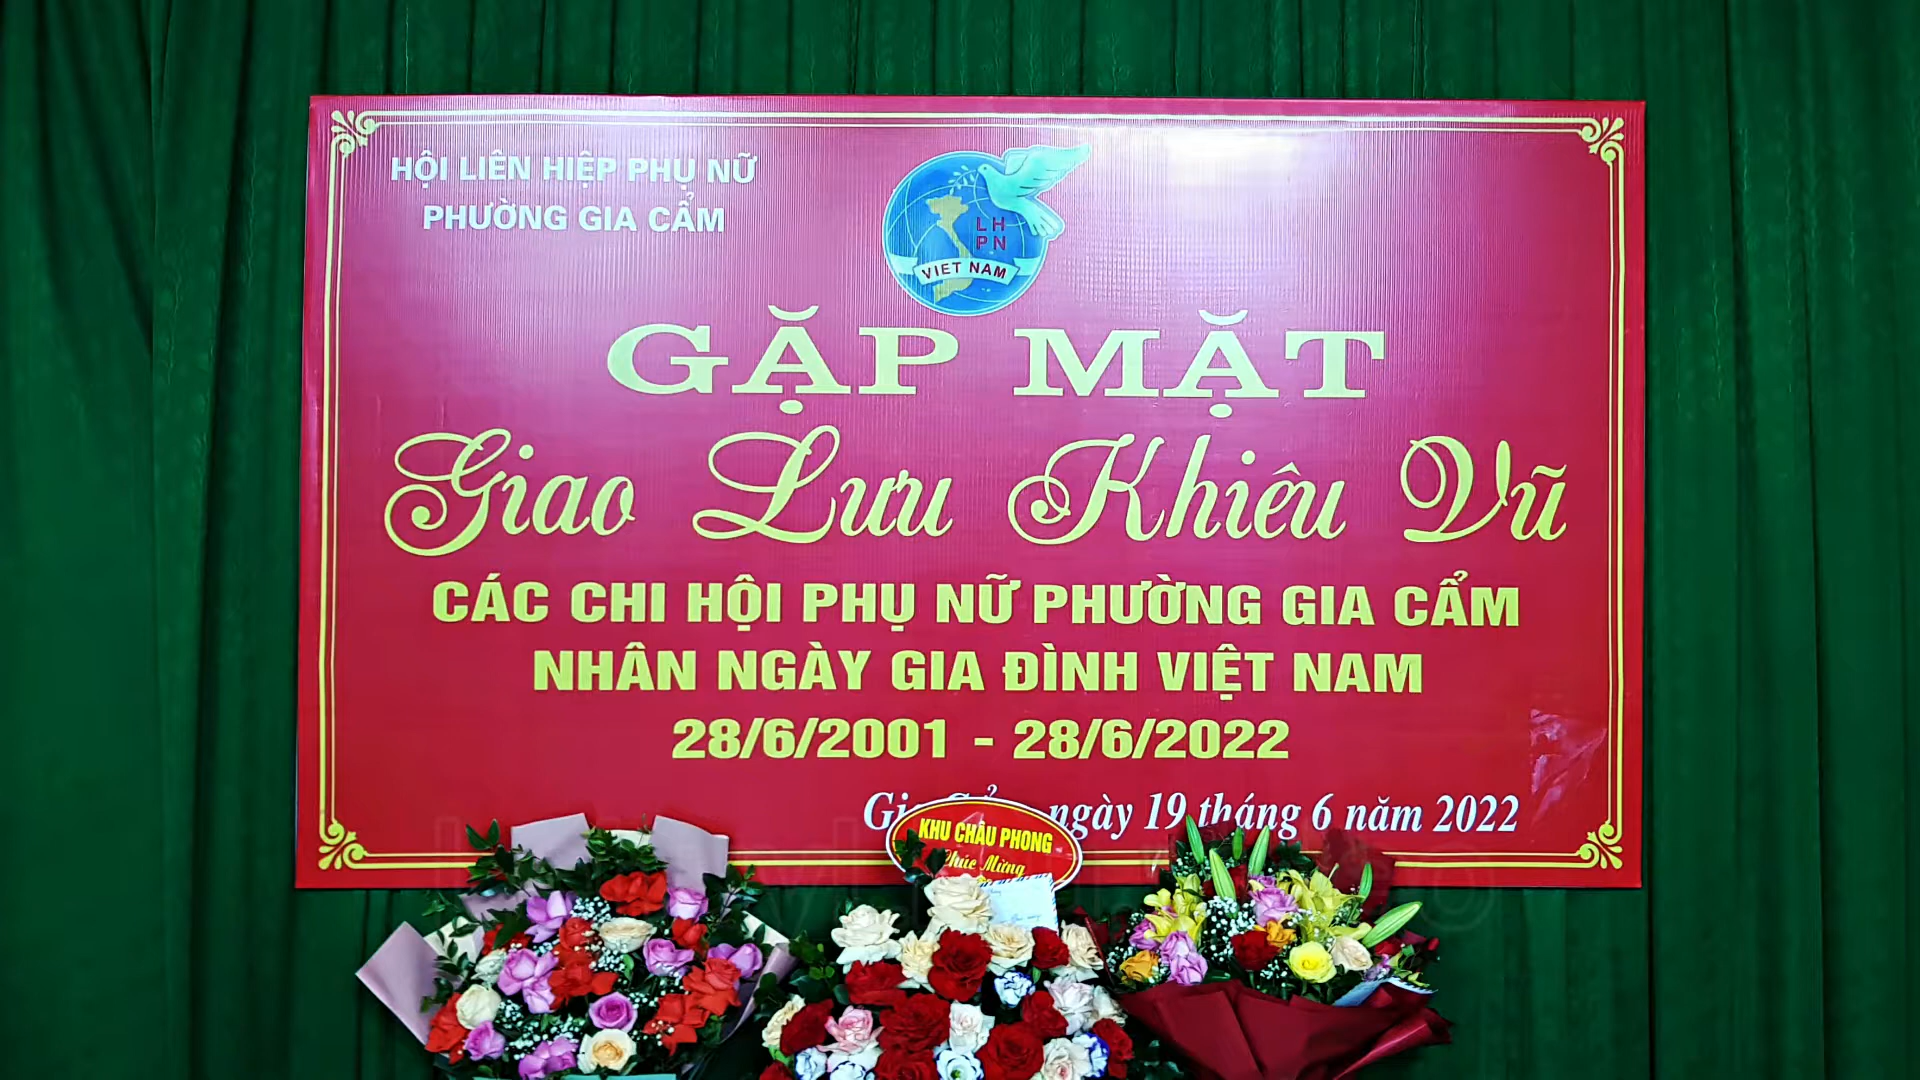 HỘI LIÊN HIỆP PHỤ NỮ
PHƯỜNG GIA CẨM
LH
PN
VIET NAM
GẶP MẶT
Giao Lưu Khiêu Vũ
CÁC CHI HỘI PHỤ NỮ PHƯỜNG GIA CẨM
NHÂN NGÀY GIA ĐÌNH VIỆT NAM
28/6/2001 - 28/6/2022
ngày 19 tháng 6 năm 2022
KHU CHÂU PHONG
Chúc Mừng